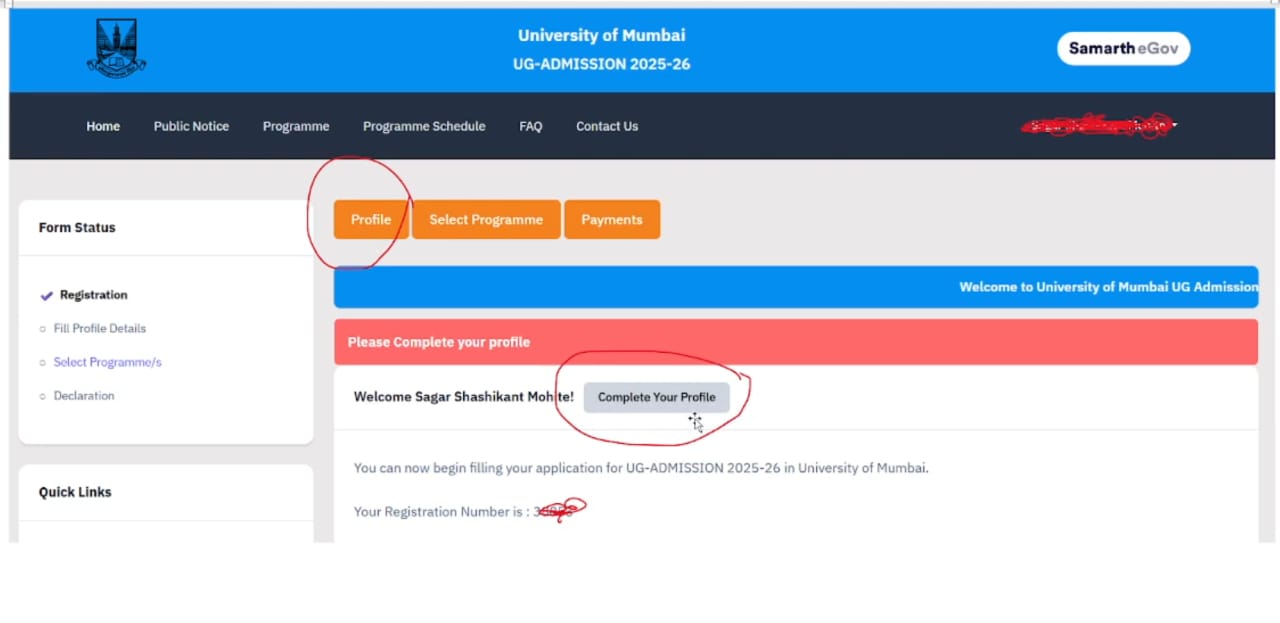 University of Mumbai
UG-ADMISSION 2025-26
Samarth eGov
Home Public Notice Programme Programme Schedule FAQ Contact Us
Profile Select Programme Payments
Form Status
Registration
Fill Profile Details
Select Programme/s
Declaration
Quick Links
Welcome to University of Mumbai UG Admission
Please Complete your profile
Welcome Sagar Shashikant Mohite! Complete Your Profile
You can now begin filling your application for UG-ADMISSION 2025-26 in University of Mumbai.
Your Registration Number is :